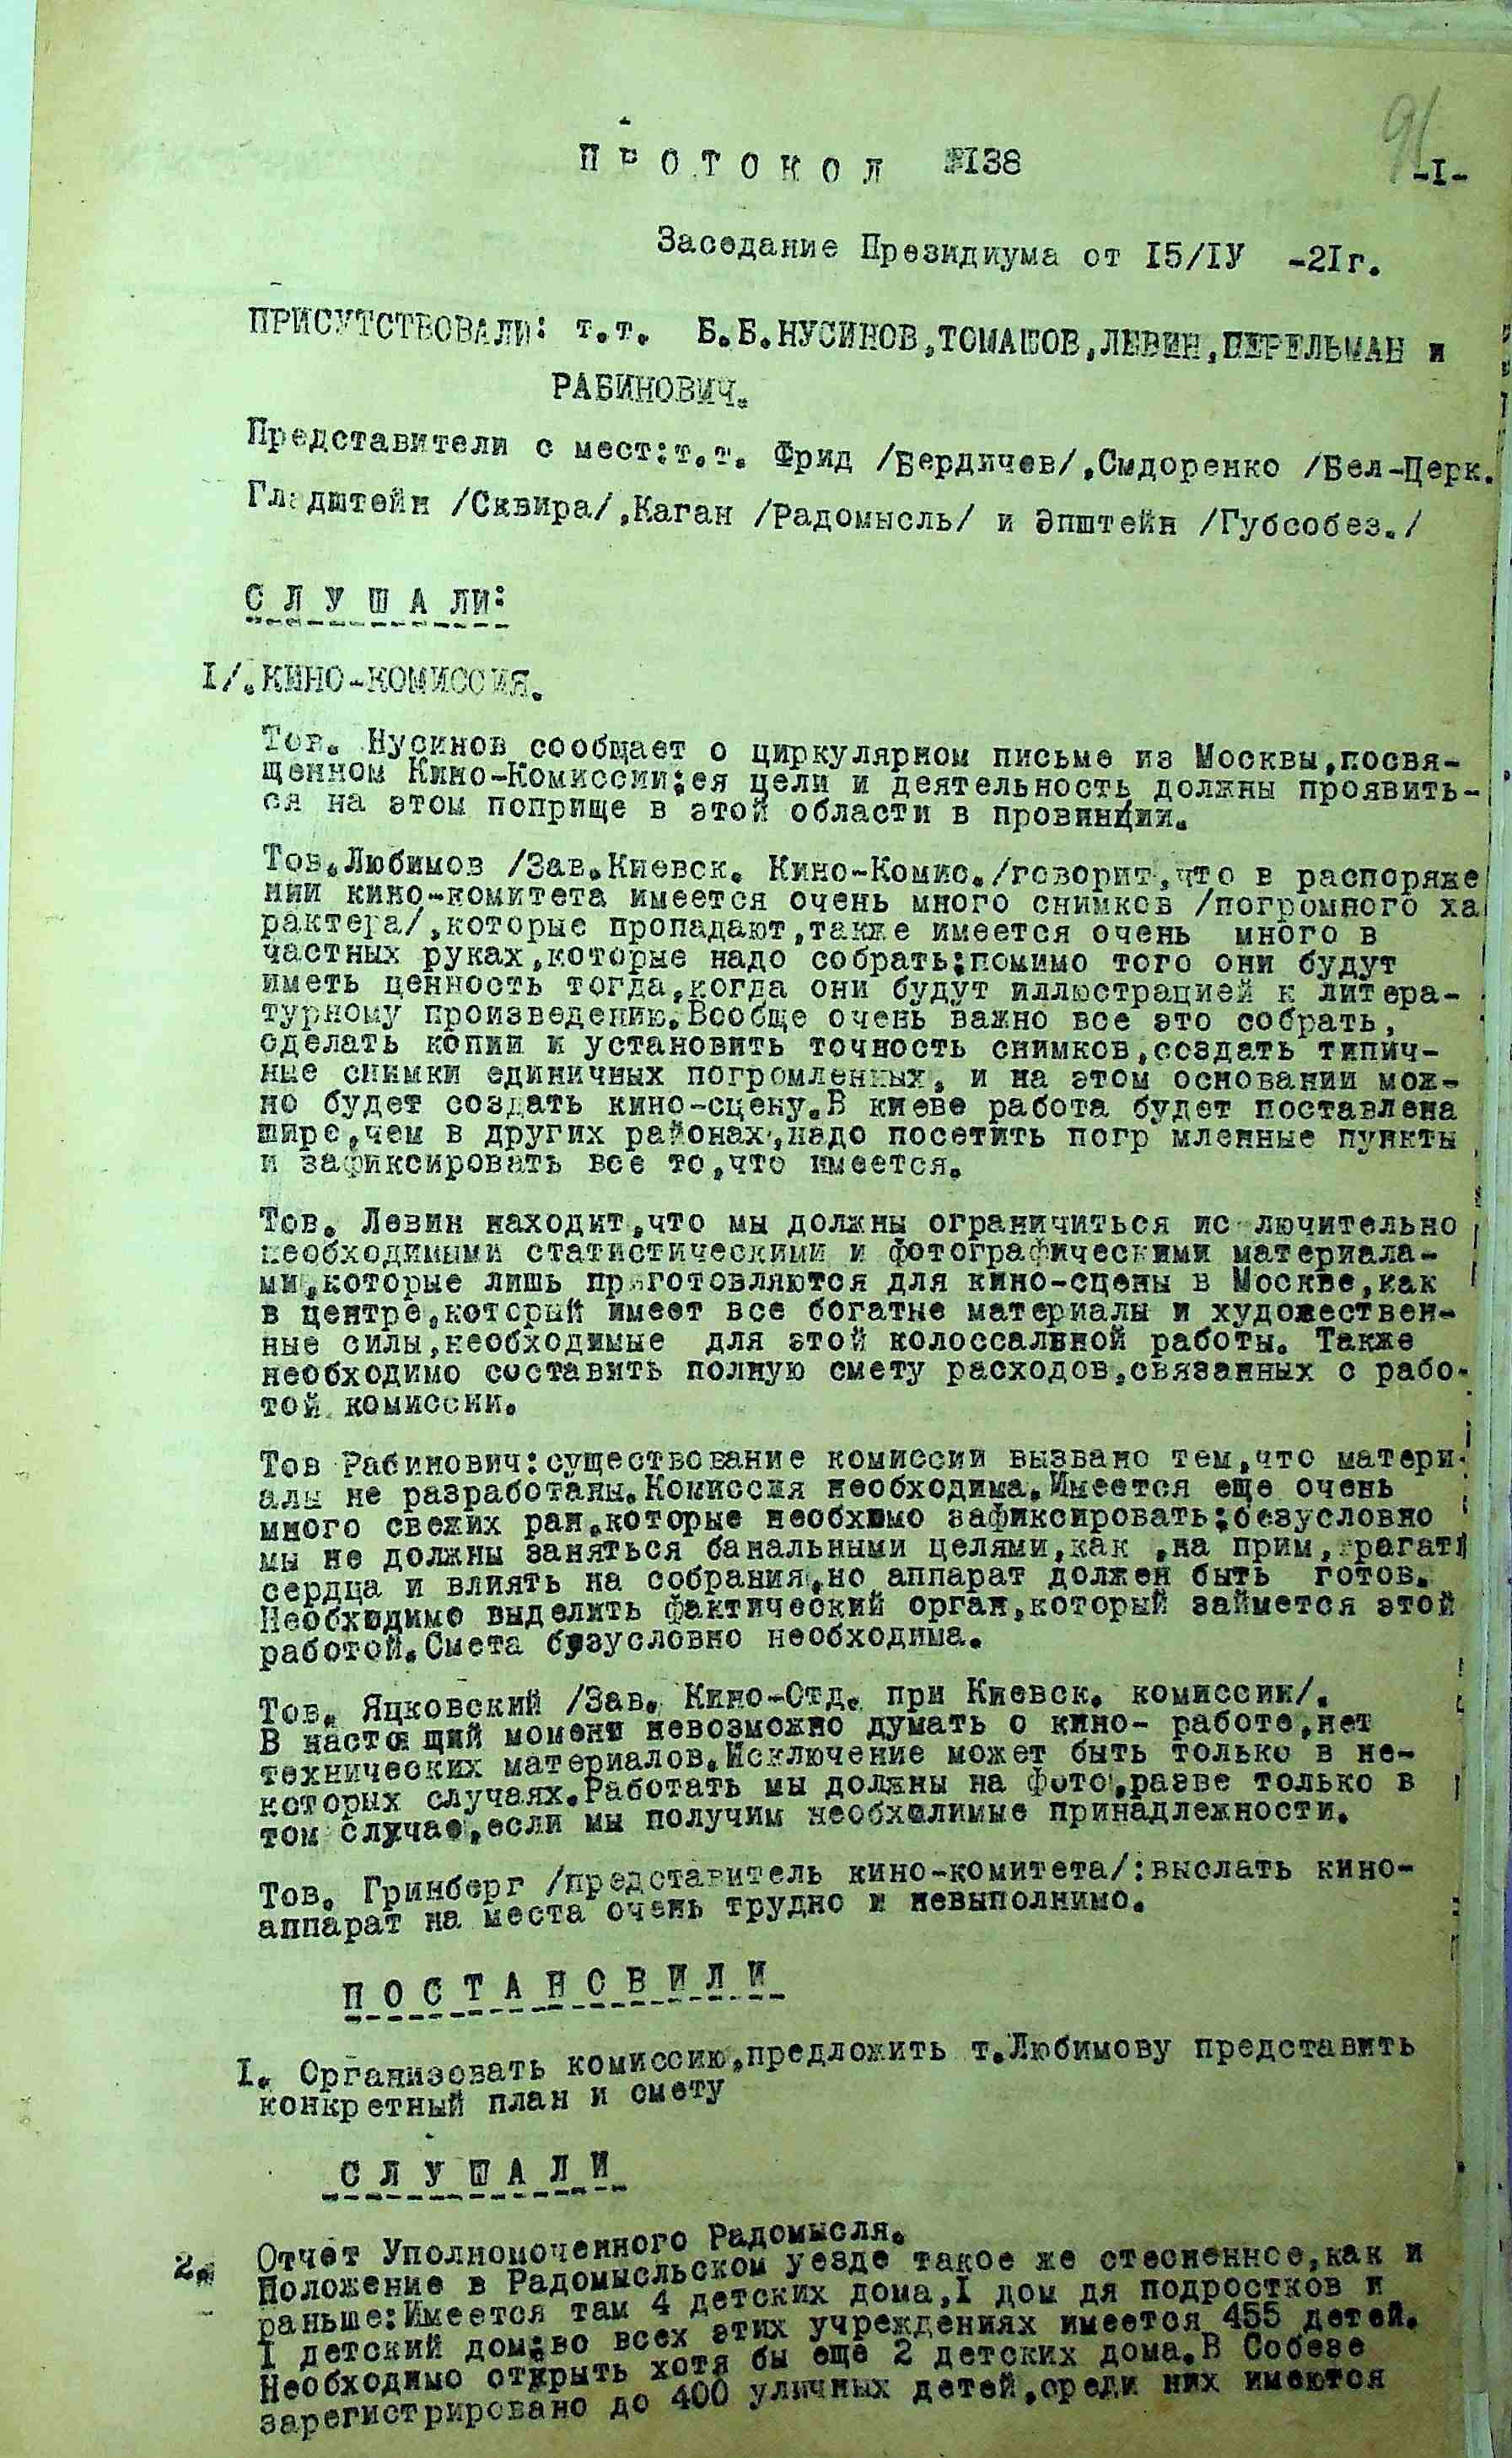 91
П Р О Т О К О Л №I38
-I-
Заседание Президиума от I5/IУ -2Iг.
ПРИСУТСТВОВАЛИ: т.т. Б.Б.НУСИНОВ,ТОМАШОВ,ЛЕВИН,ПЕРЕЛЬМАН и
РАБИНОВИЧ.
Представители с мест:т.т. Фрид /Бердичев/,Сыдоренко /Бел-Церк.
Гладштейн /Сквира/,Каган /Радомысль/ и Эпштейн /Губсобез./
С Л У Ш А ЛИ:
I/.КИНО-КОМИССИЯ.
Тов. Нусинов сообщает о циркулярном письме из Москвы,посвя-
щенном Кино-Комиссии:ея цели и деятельность должны проявить-
ся на этом поприще в этой области в провинции.
Тов.Любимов /Зав.Киевск. Кино-Комис./говорит,что в распоряже
нии кино-комитета имеется очень много снимков /погромного ха
рактера/,которые пропадают,также имеется очень много в
частных руках,которые надо собрать;помимо того они будут
иметь ценность тогда,когда они будут иллюстрацией к литера-
турному произведению.Вообще очень важно все это собрать,
сделать копии и установить точность снимков,создать типич-
ные снимки единичных погромленных, и на этом основании мож-
но будет создать кино-сцену.В киеве работа будет поставлена
шире,чем в других районах,надо посетить погр мленные пункты
и зафиксировать все то,что имеется.
Тов. Левин находит,что мы должны ограничиться ис лючительно
необходимыми статистическими и фотографическими материала-
ми,которые лишь приготовляются для кино-сцены в Москве,как
в центре,который имеет все богатые материалы и художествен-
ные силы,необходимые для этой колоссальной работы. Также
необходимо составить полную смету расходов,связанных с рабо-
той комиссии.
Тов Рабинович:существование комиссии вызвано тем,что матери-
алы не разработаны.Комиссия необходима.Имеется еще очень
много свежих ран,которые необхимо зафиксировать;безусловно
мы не должны заняться банальными целями,как ,на прим,
сердца и влиять на собрания,но аппарат должен быть готов.
Необходимо выделить фактический орган,который займется этой
работой.Смета безусловно необходима.
Тов. Яцковский /Зав. Кино-Отд. при Киевск. комиссии/.
В настоящий момени невозможно думать о кино- работе,нет
технических материалов.Исключение может быть только в не-
которых случаях.Работать мы должны на фото,разве только в
том случае,если мы получим необхолимые принадлежности.
Тов. Гринберг /представитель кино-комитета/:выслать кино-
аппарат на места очень трудно и невыполнимо.
П О С Т А Н О В И Л И
I. Организовать комиссию,предложить т.Любимову представить
конкретный план и смету
С Л У Ш А Л И
2. Отчет Уполномоченного Радомысля.
Положение в Радомысльском уезде такое же стесненное,как и
раньше:Имеется там 4 детских дома,I дом дя подростков и
I детский дом;во всех этих учреждениях имеется 455 детей.
Необходимо открыть хотя бы еще 2 детских дома.В Собезе
зарегистрировано до 400 уличных детей,среди них имеются